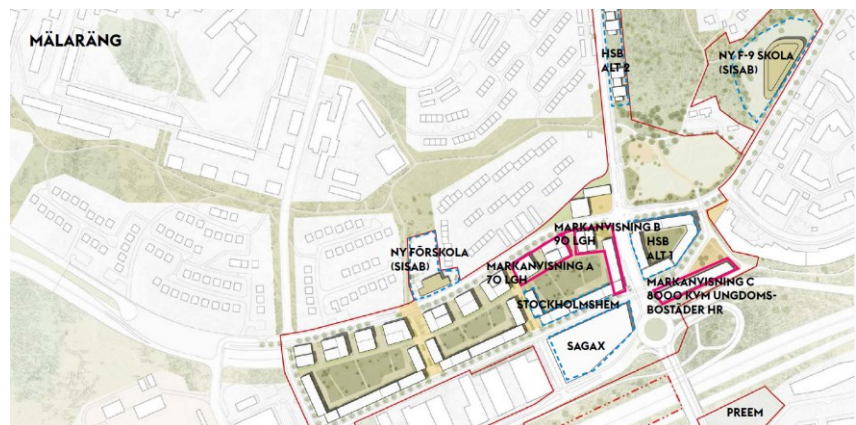 MÄLARÄNG
HSB
ALT 2
NY F-9 SKOLA
(SISAB)
NY FÖRSKOLA
(SISAB)
MARKANVISNING B
90 LGH
MARKANVISNING A
70 LGH
HSB
ALT 1
STOCKHOLMSHEM
MARKANVISNING C
8000 KVM UNGDOMS-
BOSTÄDER HR
SAGAX
PREEM